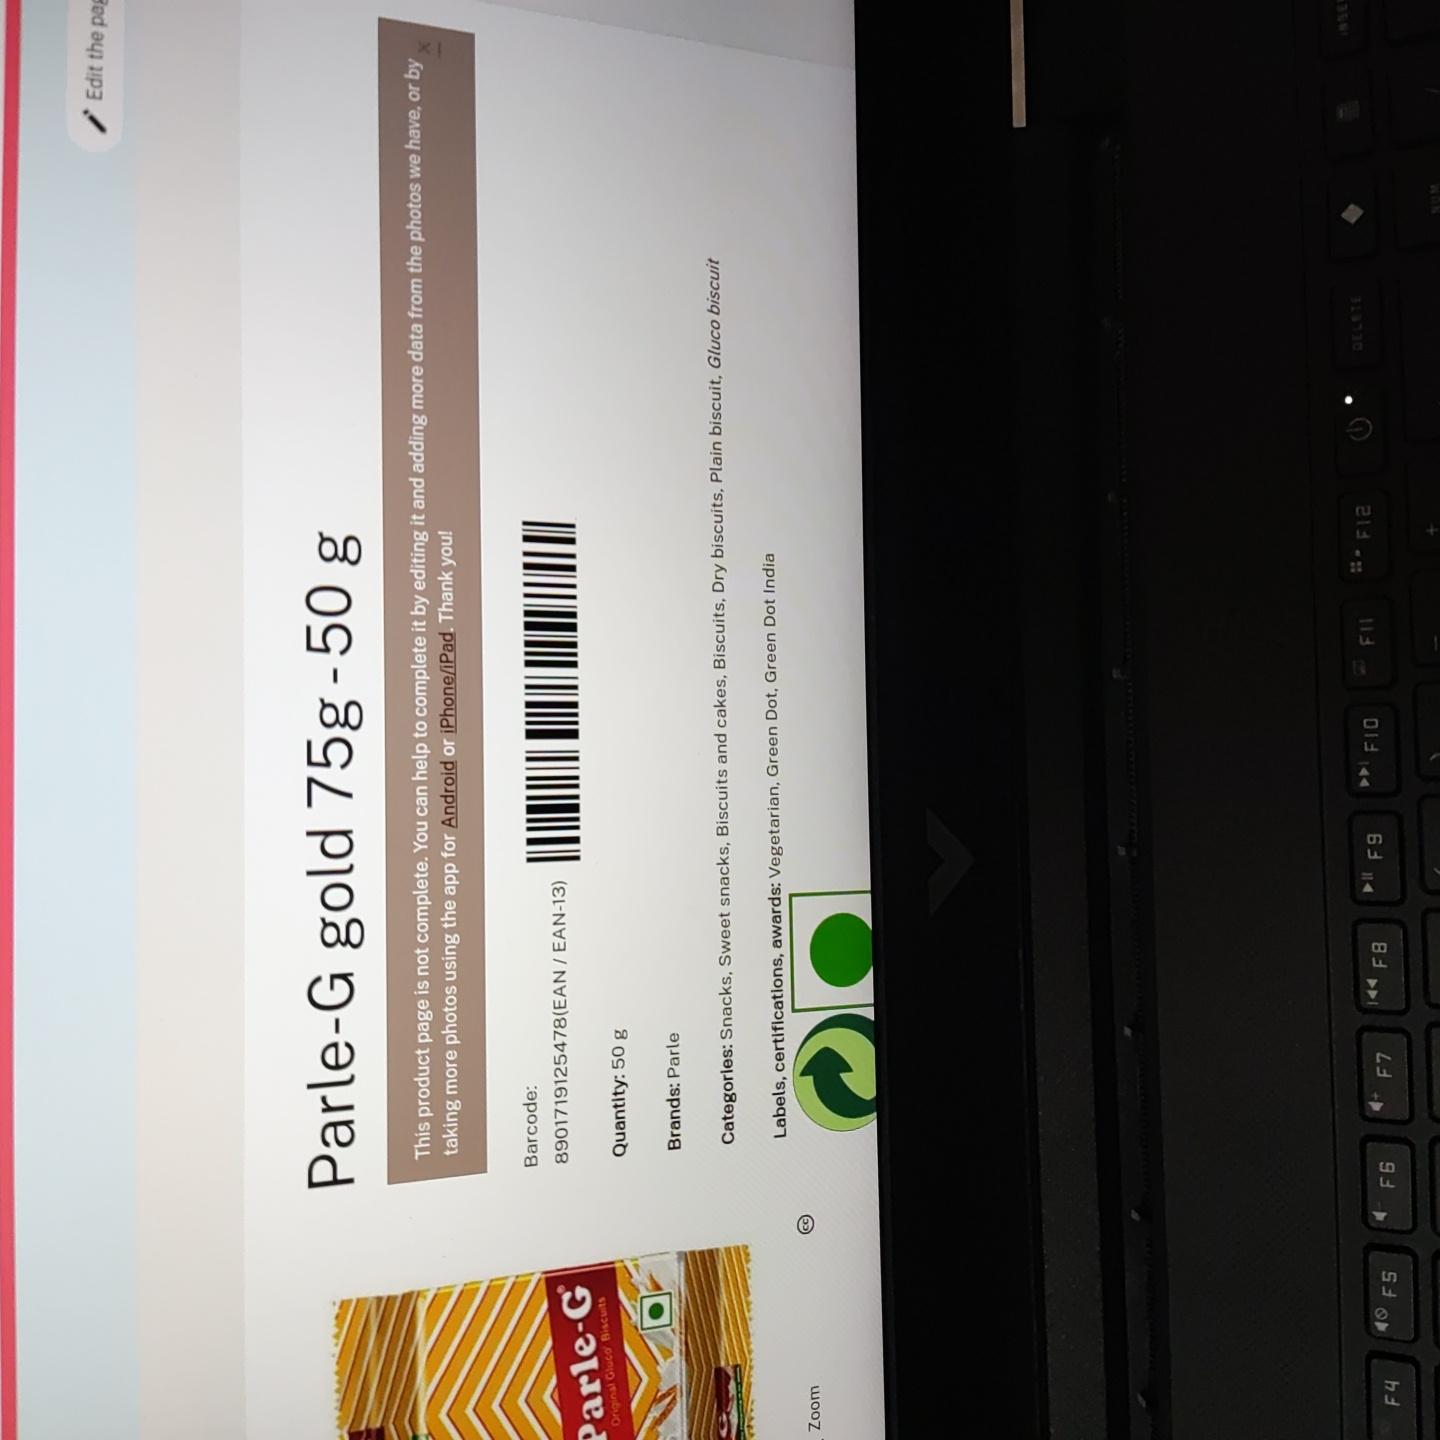 Edit the pag
Parle-G gold 75g - 50 g
This product page is not complete. You can help to complete it by editing it and adding more data from the photos we have, or by
taking more photos using the app for Android or iPhone/iPad. Thank you!
x
Barcode:
8901719125478(EAN / EAN-13)
Quantity: 50 g
Brands: Parle
Categories: Snacks, Sweet snacks, Biscuits and cakes, Biscuits, Dry biscuits, Plain biscuit, Gluco biscuit
Labels, certifications, awards: Vegetarian, Green Dot, Green Dot India
Parle-G®
Original Gluco Biscuits
cc
Zoom
F4
F5
F6
F7
F8
F9
F10
F11
F12
DELETE
NUM